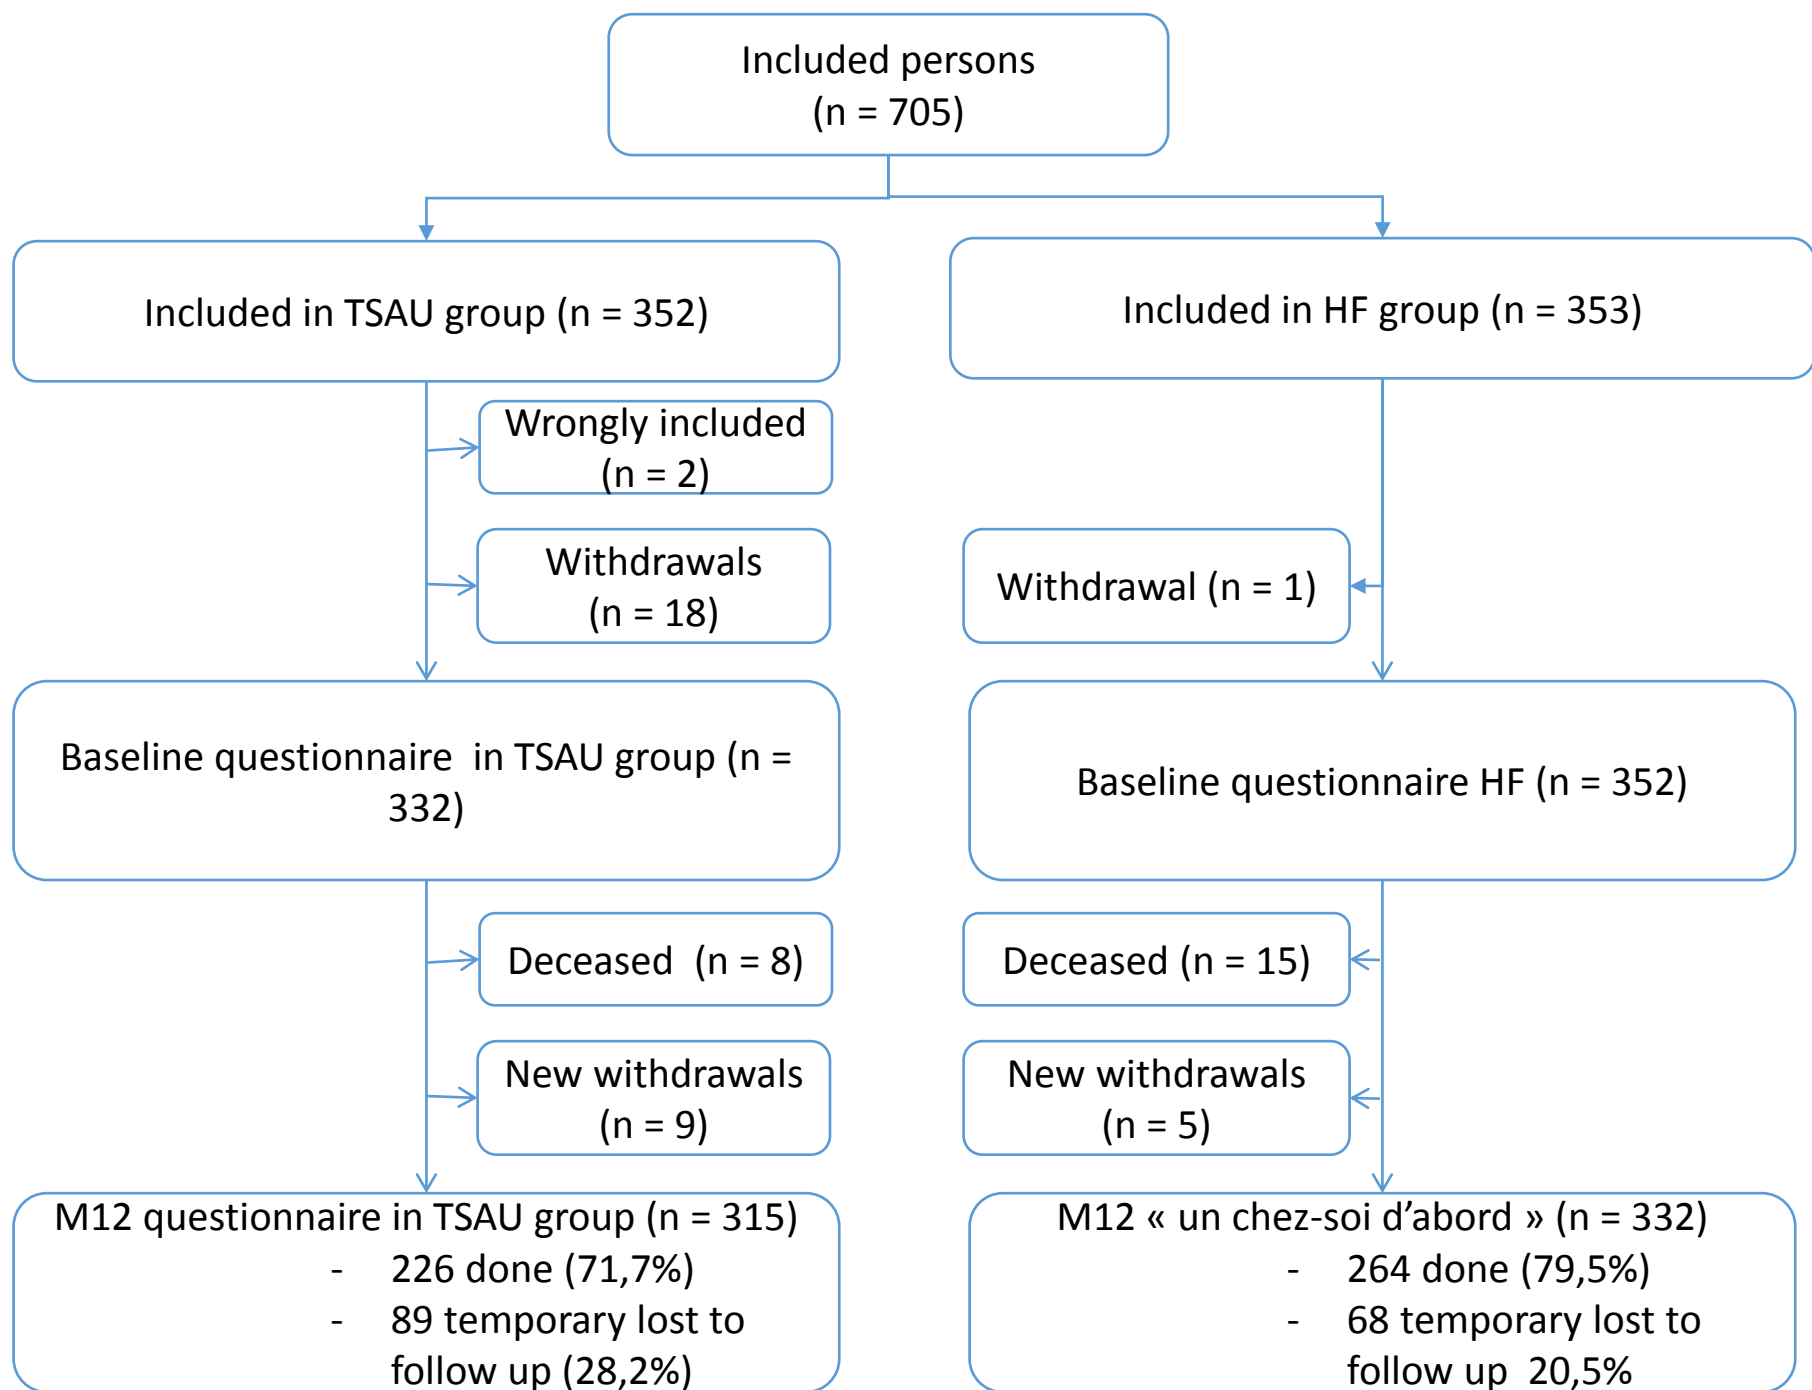 Included persons
(n = 705)
Included in TSAU group (n = 352)
Included in HF group (n = 353)
Wrongly included
(n = 2)
Withdrawals
(n = 18)
Withdrawal (n = 1)
Baseline questionnaire in TSAU group (n =
332)
Baseline questionnaire HF (n = 352)
Deceased (n = 8)
Deceased (n = 15)
New withdrawals
(n = 9)
New withdrawals
(n = 5)
M12 questionnaire in TSAU group (n = 315)
- 226 done (71,7%)
- 89 temporary lost to
follow up (28,2%)
M12 « un chez-soi d’abord » (n = 332)
- 264 done (79,5%)
- 68 temporary lost to
follow up 20,5%